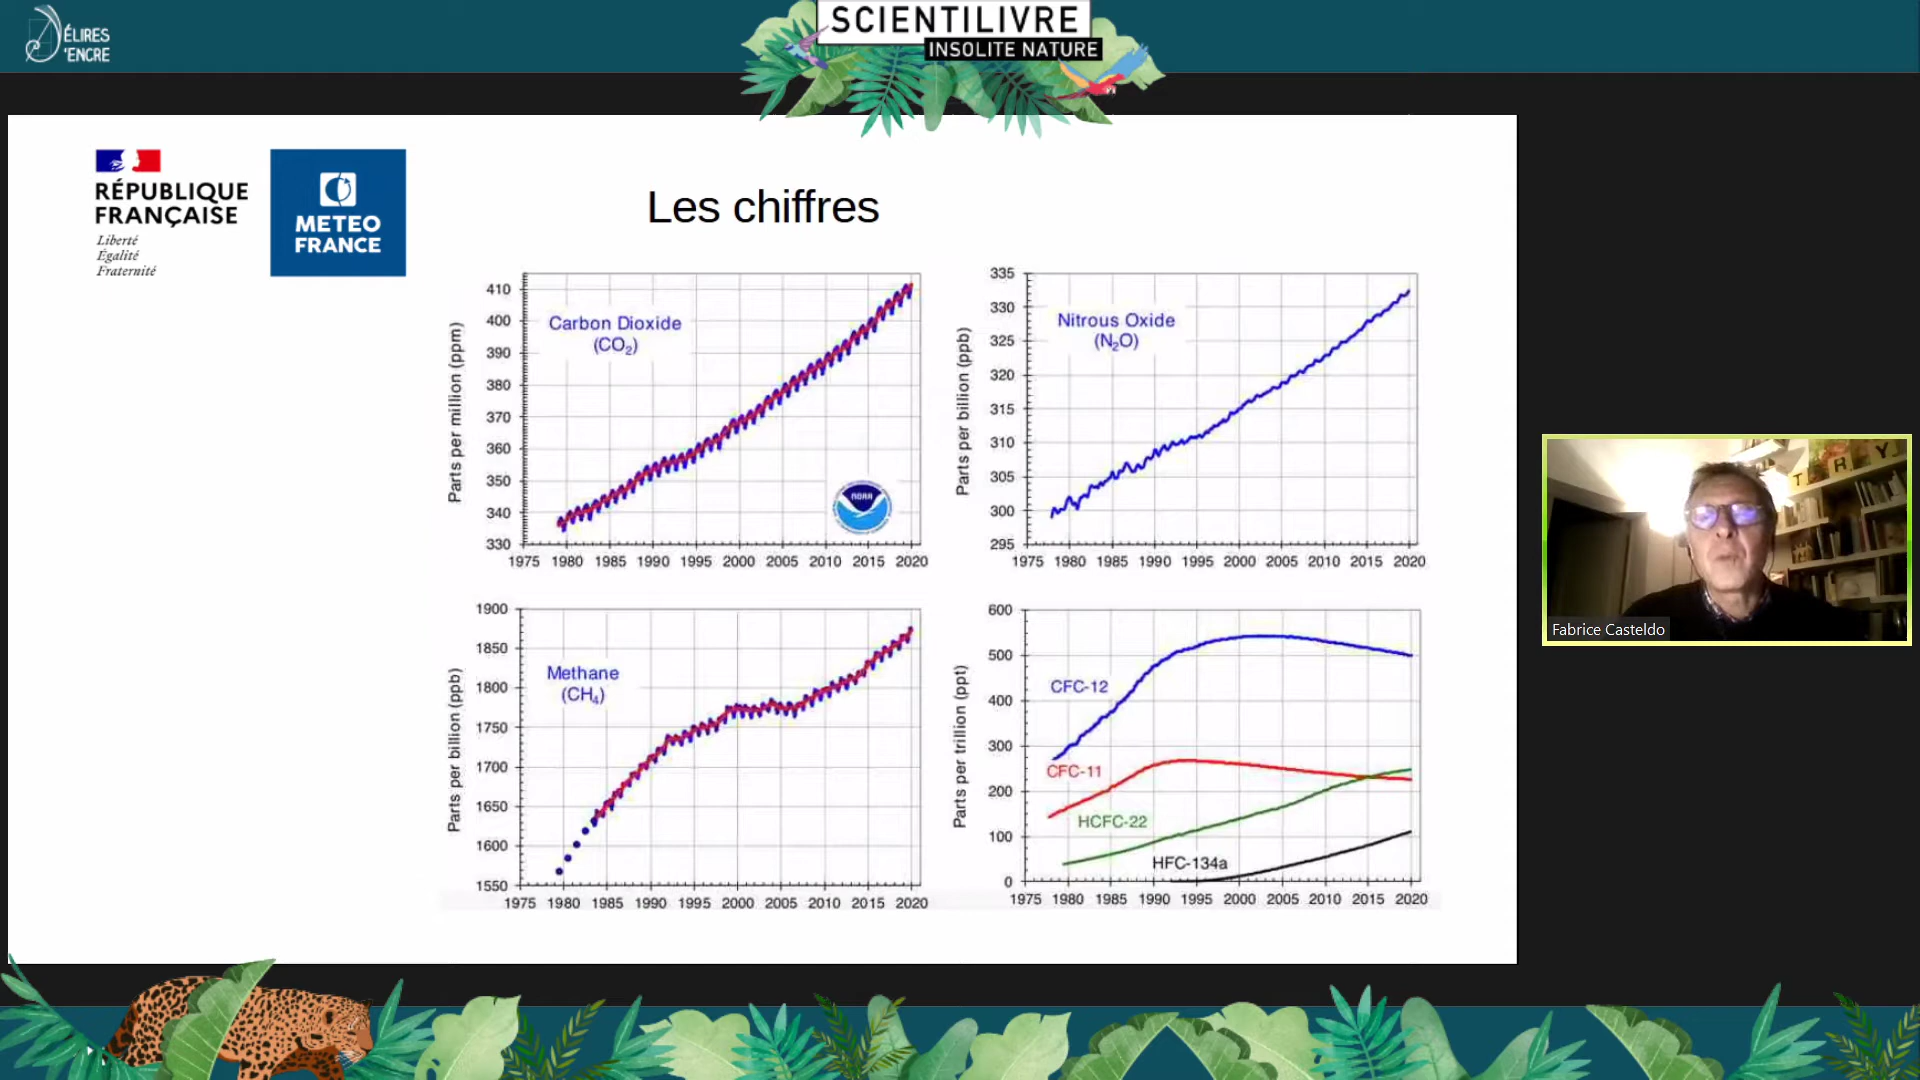 ÉLIRES
'ENCRE
SCIENTILIVRE
INSOLITE NATURE
RÉPUBLIQUE
FRANÇAISE
Liberté
Égalité
Fraternité
METEO
FRANCE
Les chiffres
Parts per million (ppm)
410
400
390
380
370
360
350
340
330
Carbon Dioxide
(CO₂)
NOAA
1975 1980 1985 1990 1995 2000 2005 2010 2015 2020
Parts per billion (ppb)
335
330
325
320
315
310
305
300
295
Nitrous Oxide
(N₂O)
1975 1980 1985 1990 1995 2000 2005 2010 2015 2020
Parts per billion (ppb)
1900
1850
1800
1750
1700
1650
1600
1550
Methane
(CH₄)
1975 1980 1985 1990 1995 2000 2005 2010 2015 2020
Parts per trillion (ppt)
600
500
400
300
200
100
0
CFC-12
CFC-11
HCFC-22
HFC-134a
1975 1980 1985 1990 1995 2000 2005 2010 2015 2020
T R Y
Fabrice Casteldo